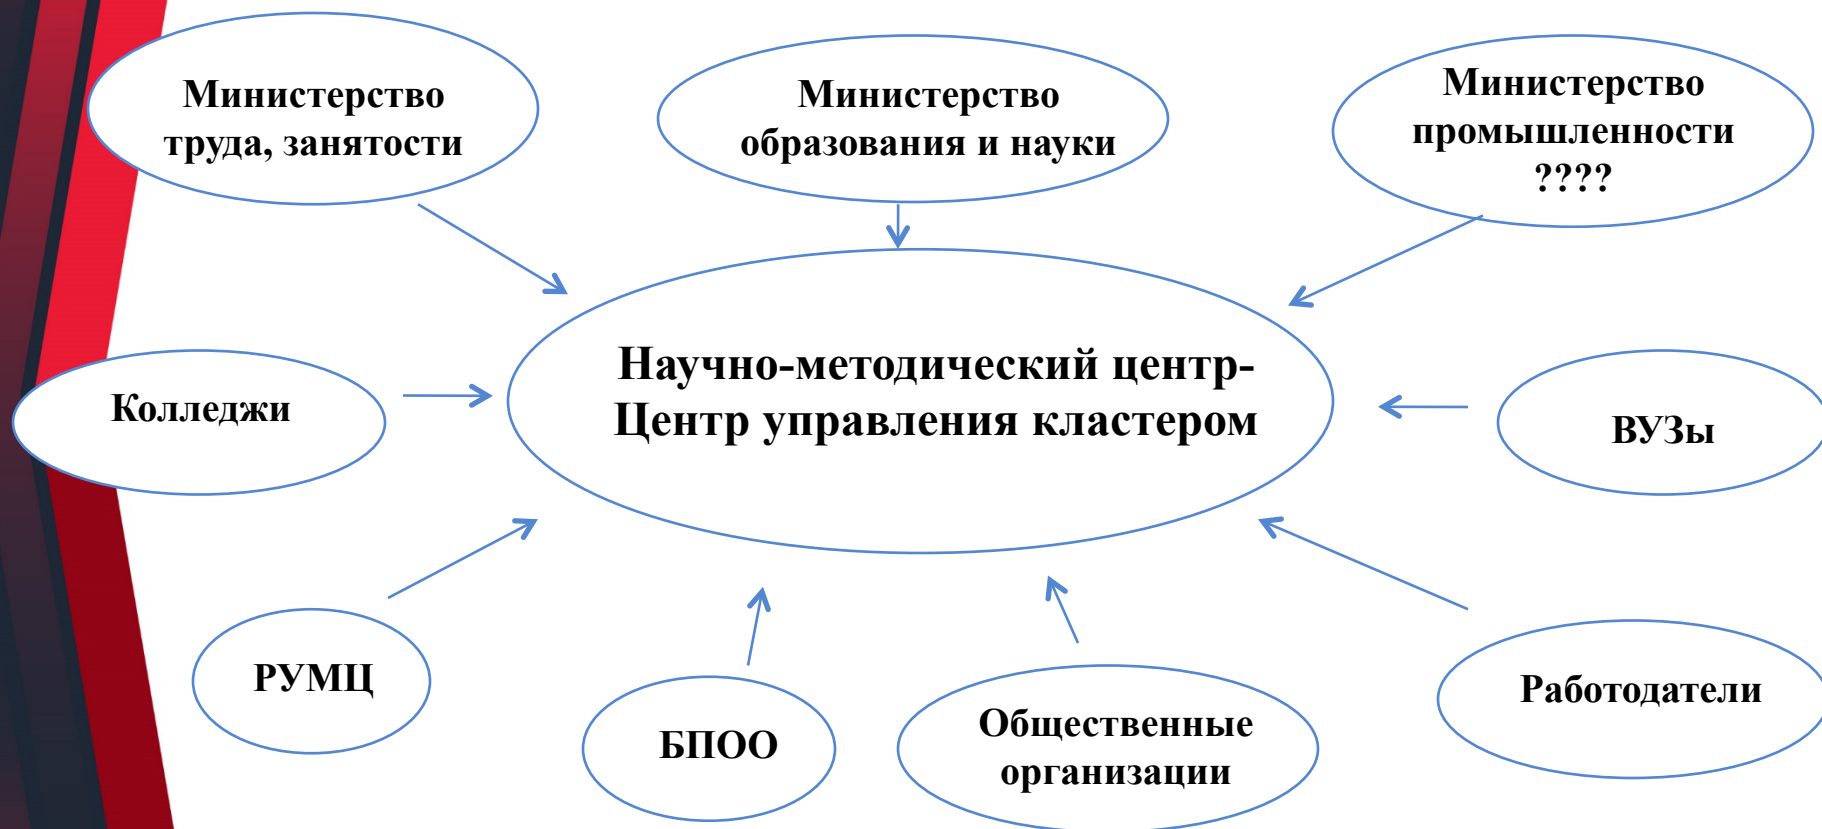 Министерство
труда, занятости
Министерство
образования и науки
Министерство
промышленности
????
Научно-методический центр-
Центр управления кластером
Колледжи
ВУЗы
РУМЦ
БПОО
Общественные
организации
Работодатели